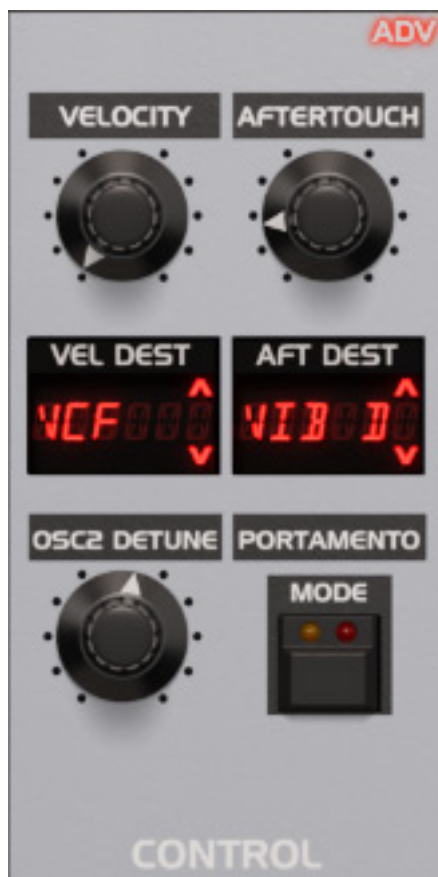 ADV
VELOCITY AFTERTOUCH
VEL DEST AFT DEST
VCF VIB D
OSC2 DETUNE PORTAMENTO
MODE
CONTROL